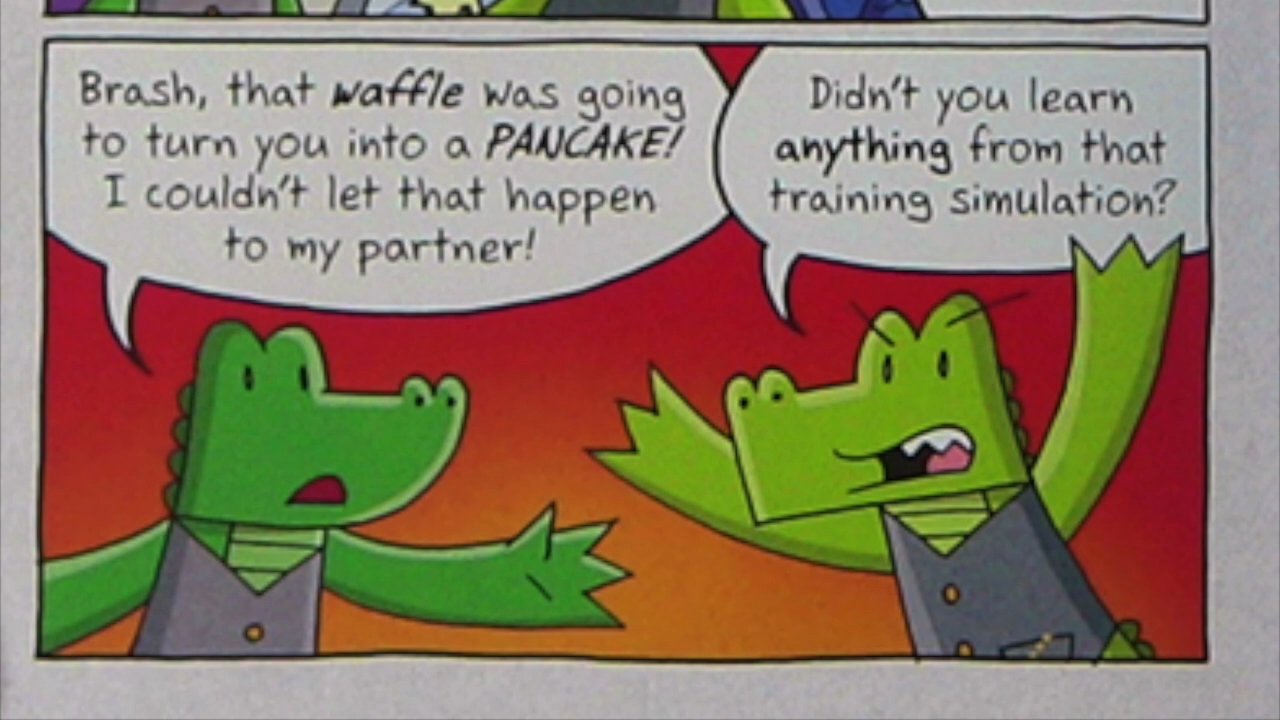 Brash, that waffle was going
to turn you into a PANCAKE!
I couldn't let that happen
to my partner!
Didn't you learn
anything from that
training simulation?